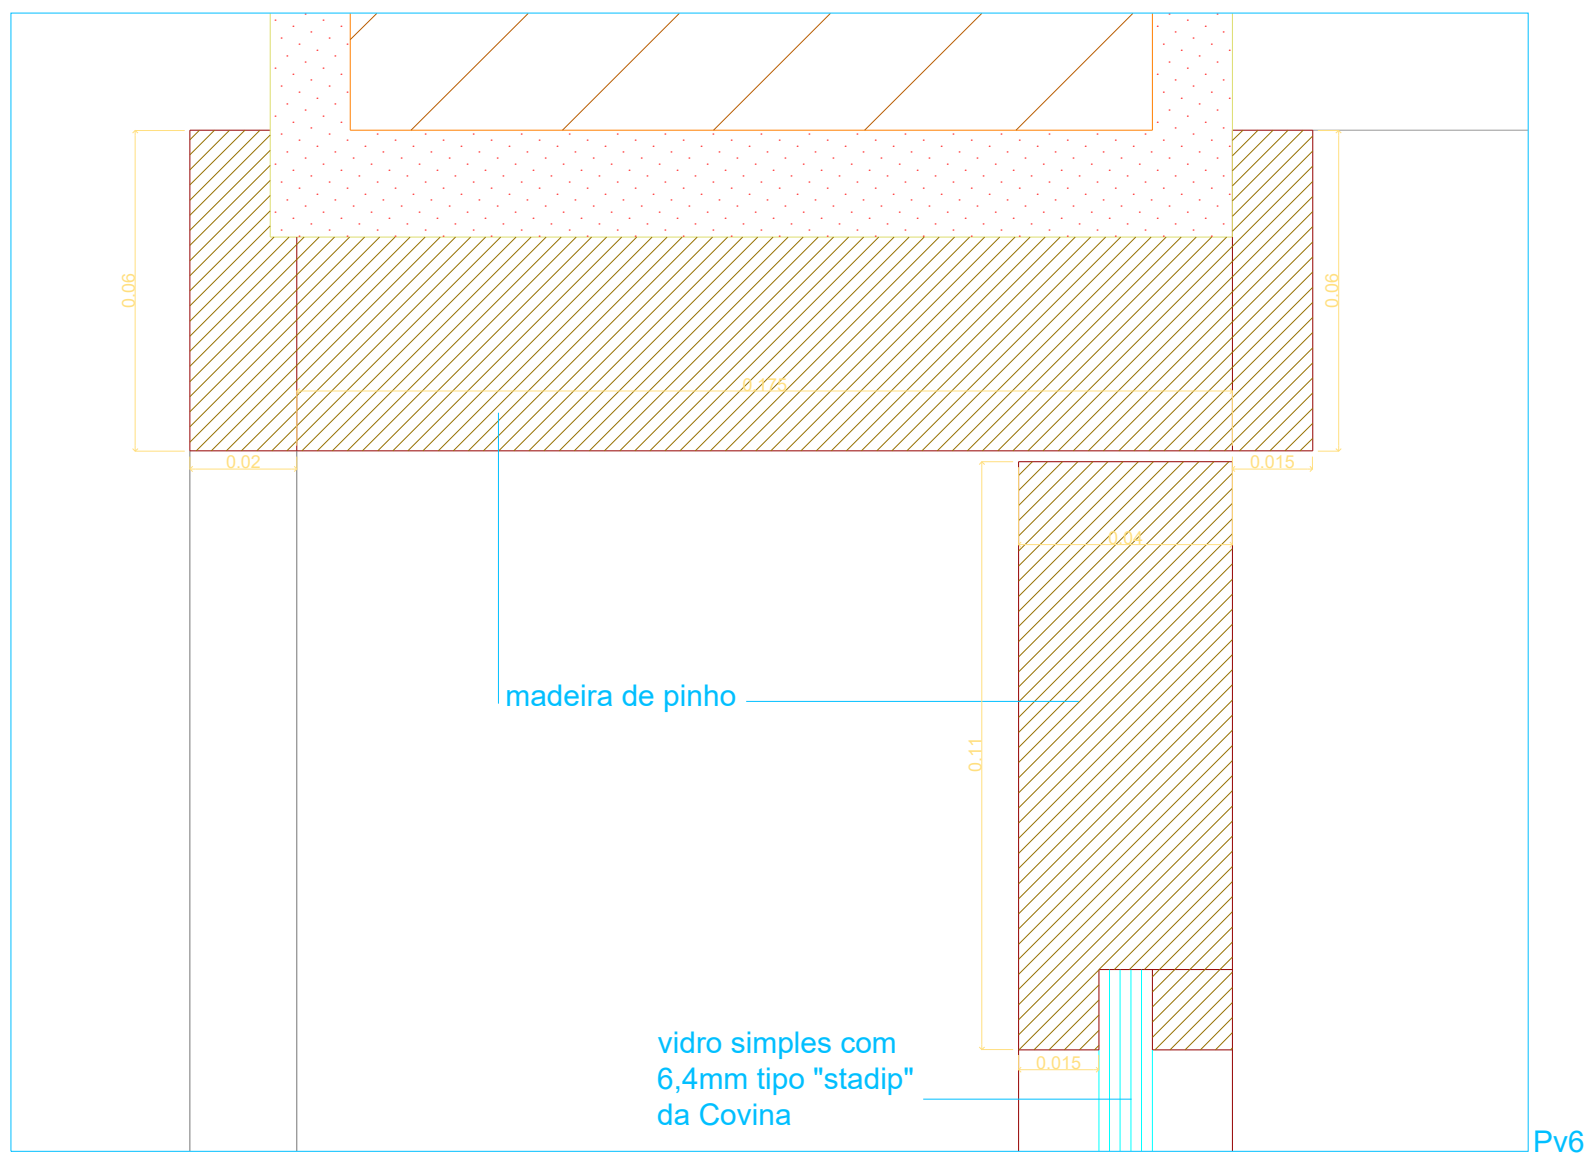 0.06
0.06
0.175
0.02
0.015
0.04
madeira de pinho
0.11
vidro simples com
6,4mm tipo "stadip"
da Covina
0.015
Pv6